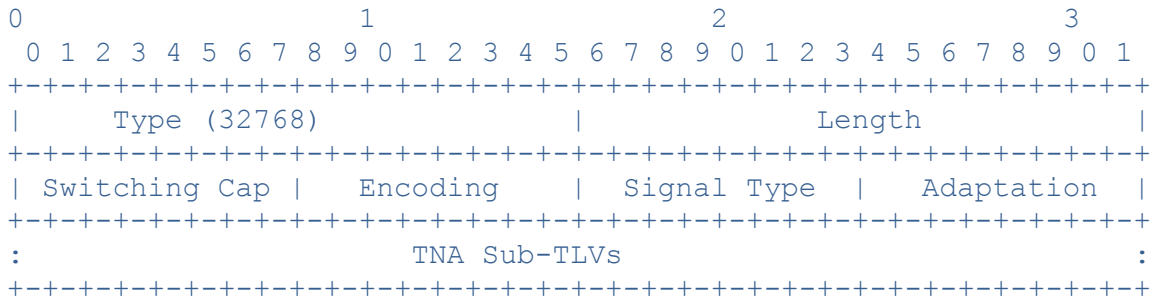 0                   1                   2                   3
 0 1 2 3 4 5 6 7 8 9 0 1 2 3 4 5 6 7 8 9 0 1 2 3 4 5 6 7 8 9 0 1
+-+-+-+-+-+-+-+-+-+-+-+-+-+-+-+-+-+-+-+-+-+-+-+-+-+-+-+-+-+-+-+-+
|     Type (32768)              |             Length            |
+-+-+-+-+-+-+-+-+-+-+-+-+-+-+-+-+-+-+-+-+-+-+-+-+-+-+-+-+-+-+-+-+
| Switching Cap |   Encoding    |  Signal Type  |   Adaptation  |
+-+-+-+-+-+-+-+-+-+-+-+-+-+-+-+-+-+-+-+-+-+-+-+-+-+-+-+-+-+-+-+-+
:                      TNA Sub-TLVs                             :
+-+-+-+-+-+-+-+-+-+-+-+-+-+-+-+-+-+-+-+-+-+-+-+-+-+-+-+-+-+-+-+-+